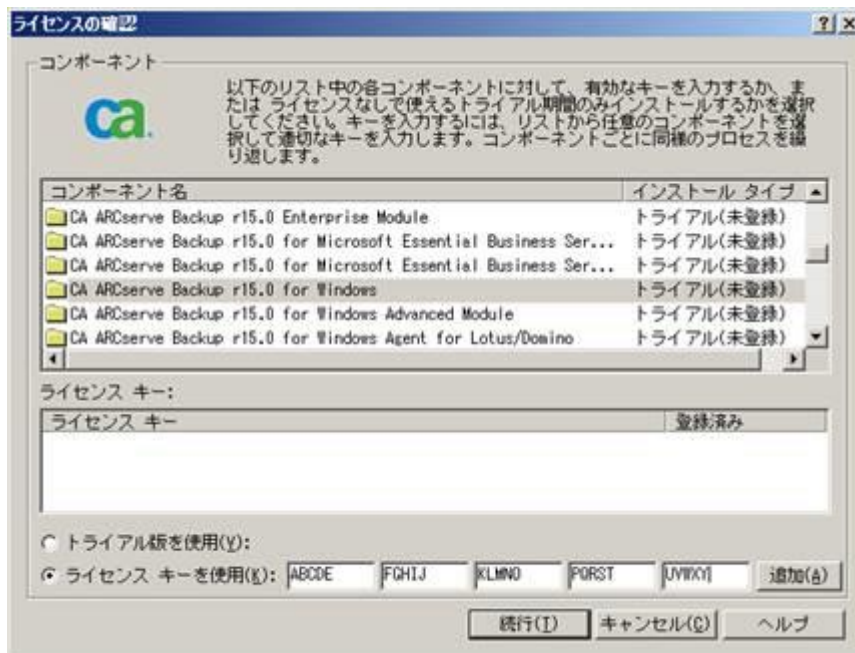 ライセンスの確認
コンポーネント
ca.
以下のリスト中の各コンポーネントに対して、有効なキーを入力するか、ま
たは ライセンスなしで使えるトライアル期間のみインストールするかを選択
してください。キーを入力するには、リストから任意のコンポーネントを選
択して適切なキーを入力します。コンポーネントごとに同様のプロセスを繰
り返します。
コンポーネント名 インストール タイプ
CA ARCserve Backup r15.0 Enterprise Module トライアル(未登録)
CA ARCserve Backup r15.0 for Microsoft Essential Business Ser... トライアル(未登録)
CA ARCserve Backup r15.0 for Microsoft Essential Business Ser... トライアル(未登録)
CA ARCserve Backup r15.0 for Windows トライアル(未登録)
CA ARCserve Backup r15.0 for Windows Advanced Module トライアル(未登録)
CA ARCserve Backup r15.0 for Windows Agent for Lotus/Domino トライアル(未登録)
ライセンス キー:
ライセンス キー 登録済み
トライアル版を使用(Y):
ライセンス キーを使用(K): ABCDE FGHIJ KLMNO PQRST UVWXY 追加(A)
続行(T) キャンセル(C) ヘルプ